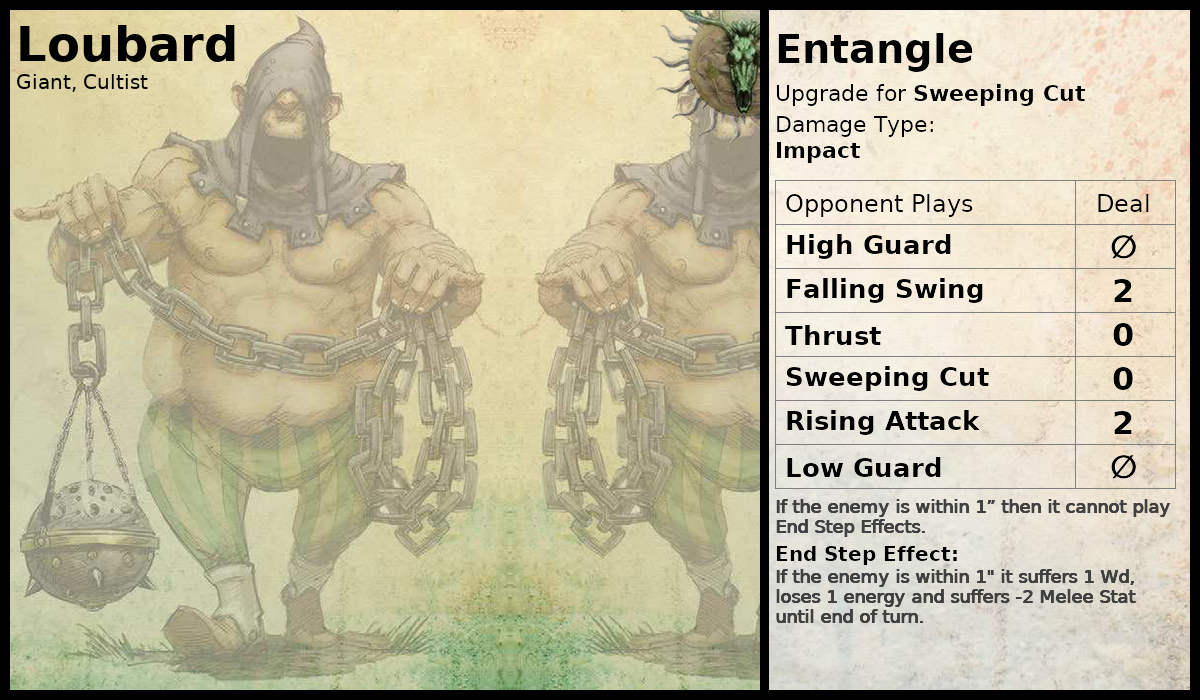 Loubard
Giant, Cultist
Entangle
Upgrade for Sweeping Cut
Damage Type:
Impact
Opponent Plays Deal
High Guard ∅
Falling Swing 2
Thrust 0
Sweeping Cut 0
Rising Attack 2
Low Guard ∅
If the enemy is within 1” then it cannot play
End Step Effects.
End Step Effect:
If the enemy is within 1" it suffers 1 Wd,
loses 1 energy and suffers -2 Melee Stat
until end of turn.